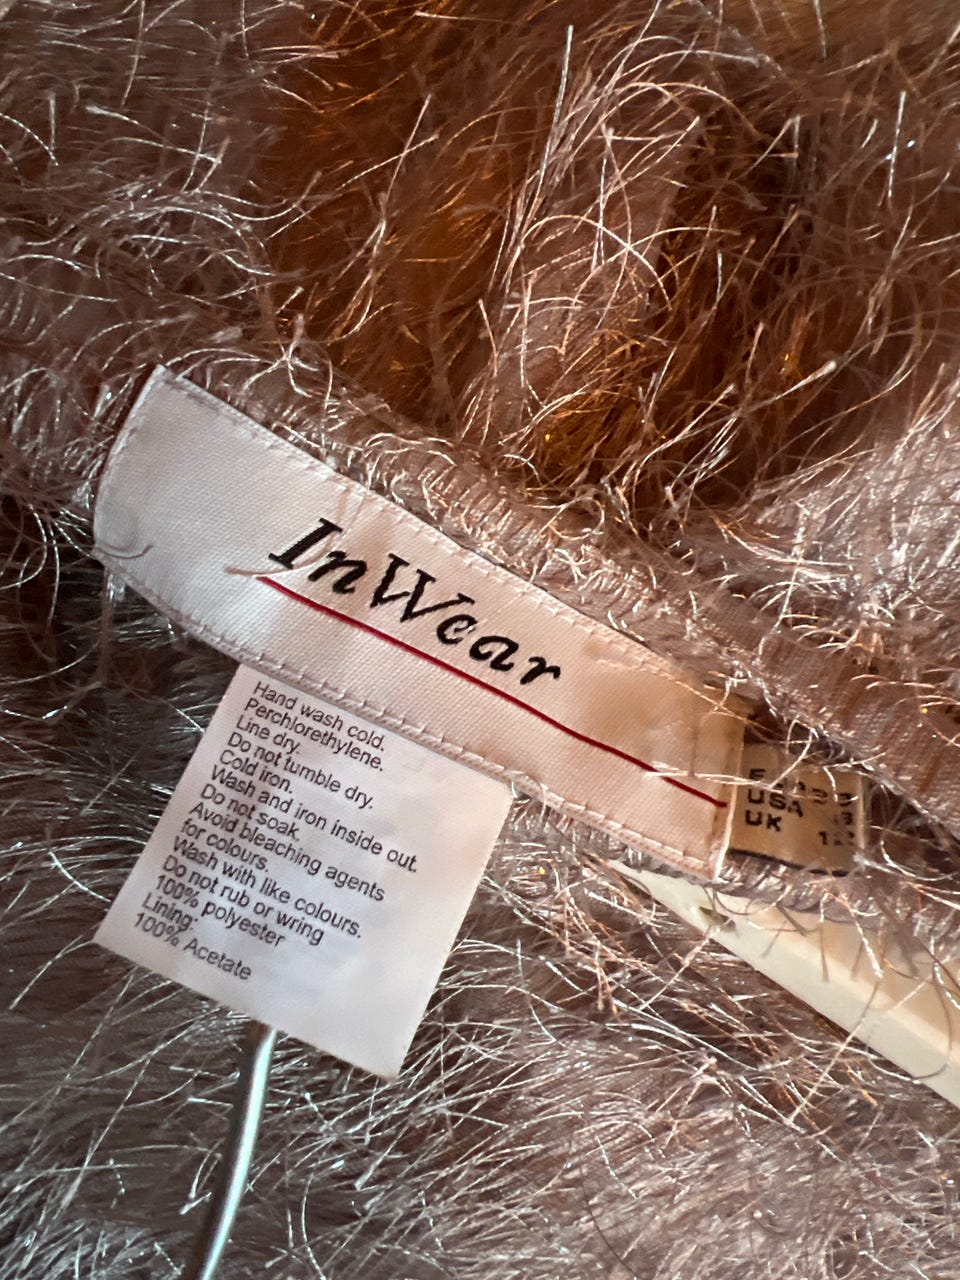 InWear
Hand wash cold.
Perchlorethylene.
Line dry.
Do not tumble dry.
Cold iron.
Wash and iron inside out.
Do not soak.
Avoid bleaching agents
for colours.
Wash with like colours.
Do not rub or wring
100% polyester
Lining:
100% Acetate
USA 8
UK